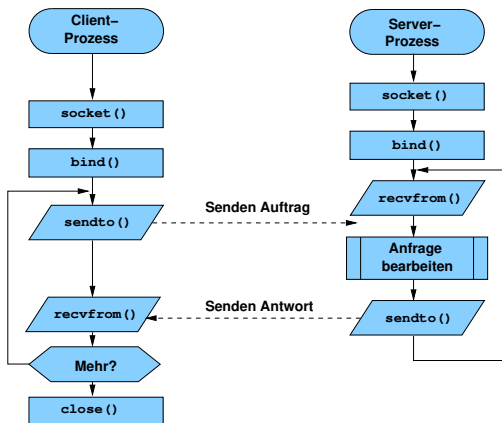 Client–
Prozess
socket()
bind()
sendto()
recvfrom()
Mehr?
close()
Senden Auftrag
Senden Antwort
Server–
Prozess
socket()
bind()
recvfrom()
Anfrage
bearbeiten
sendto()